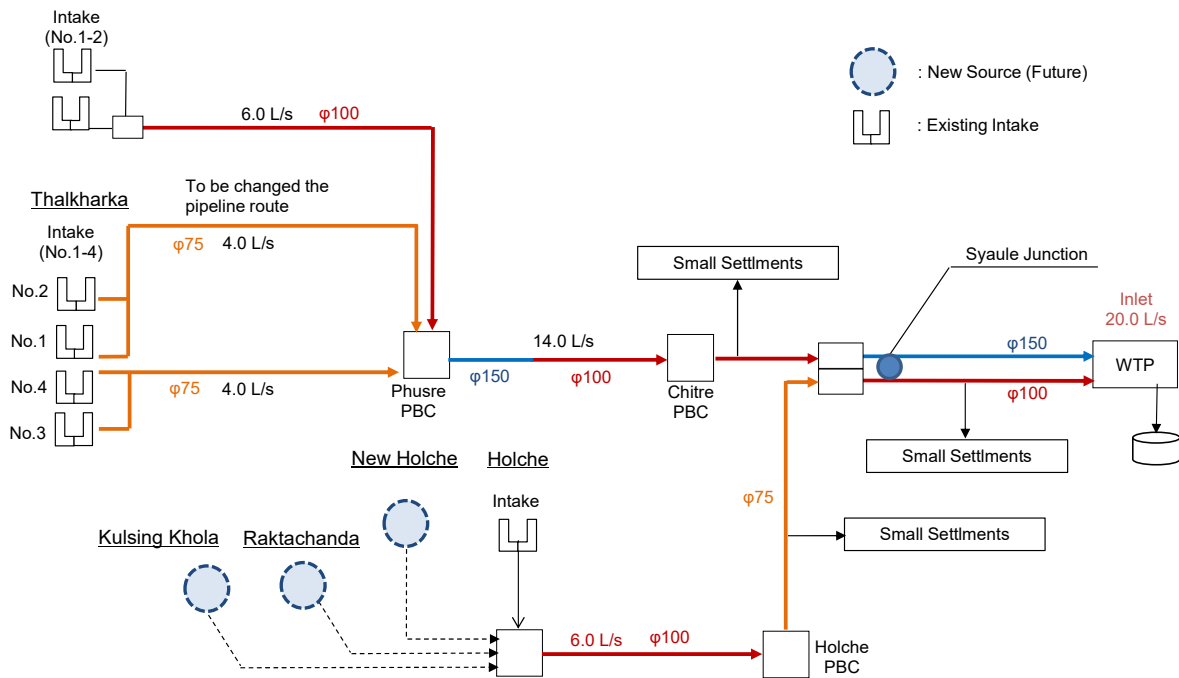 Intake
(No.1-2)
: New Source (Future)
6.0 L/s φ100
: Existing Intake
To be changed the
pipeline route
Thalkharka
Intake
(No.1-4)
φ75 4.0 L/s
Small Settlments
Syaule Junction
No.2
Inlet
20.0 L/s
No.1
14.0 L/s
φ150
WTP
No.4
φ75 4.0 L/s
φ150
φ100
φ100
Phusre
PBC
Chitre
PBC
No.3
Small Settlments
New Holche
Holche
Intake
φ75
Kulsing Khola
Raktachanda
Small Settlments
6.0 L/s φ100
Holche
PBC